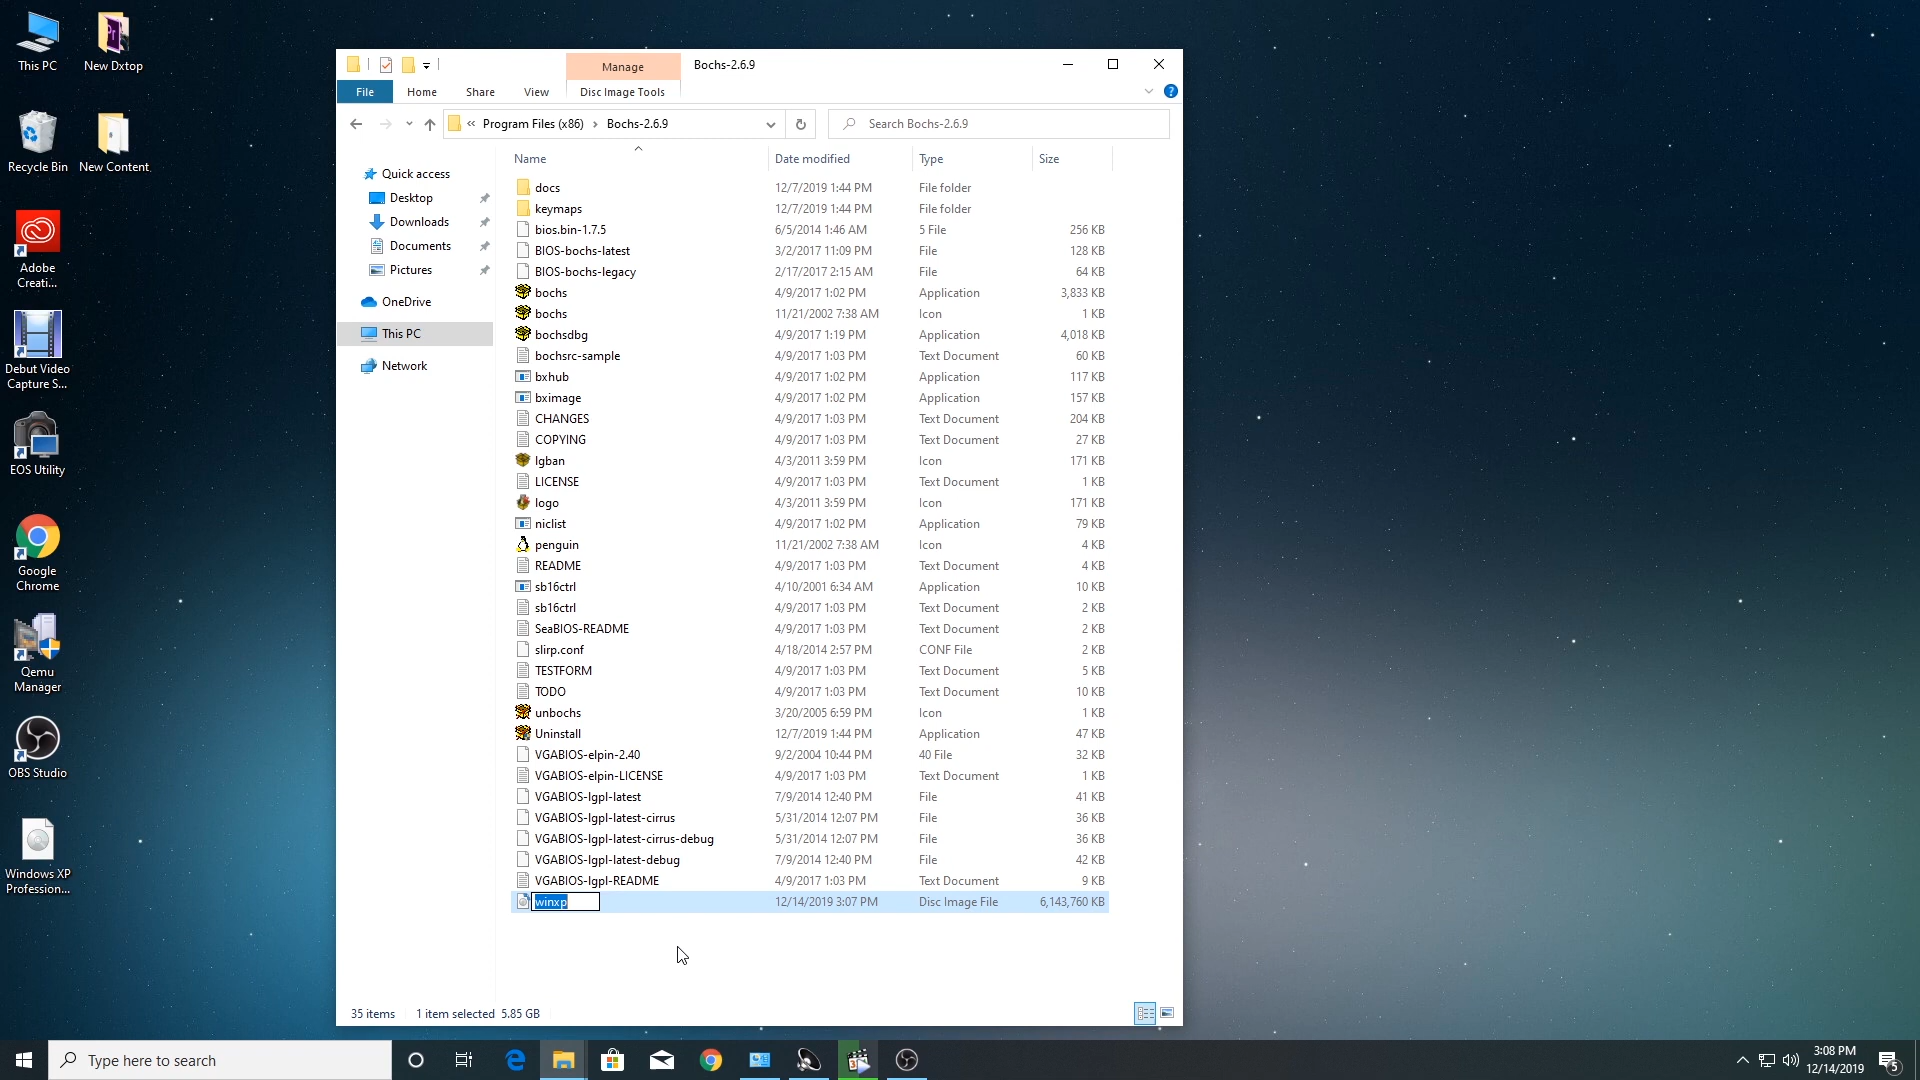 This PC
New Dxtop
Recycle Bin
New Content
Adobe
Creati...
Debut Video
Capture S...
EOS Utility
Google
Chrome
Qemu
Manager
OBS Studio
Windows XP
Profession...
Manage
Bochs-2.6.9
File
Home
Share
View
Disc Image Tools
?
« Program Files (x86) › Bochs-2.6.9
Search Bochs-2.6.9
Quick access
Desktop
Downloads
Documents
Pictures
OneDrive
This PC
Network
Name Date modified Type Size
docs 12/7/2019 1:44 PM File folder
keymaps 12/7/2019 1:44 PM File folder
bios.bin-1.7.5 6/5/2014 1:46 AM 5 File 256 KB
BIOS-bochs-latest 3/2/2017 11:09 PM File 128 KB
BIOS-bochs-legacy 2/17/2017 2:15 AM File 64 KB
bochs 4/9/2017 1:02 PM Application 3,833 KB
bochs 11/21/2002 7:38 AM Icon 1 KB
bochsdbg 4/9/2017 1:19 PM Application 4,018 KB
bochsrc-sample 4/9/2017 1:03 PM Text Document 60 KB
bxhub 4/9/2017 1:02 PM Application 117 KB
bximage 4/9/2017 1:02 PM Application 157 KB
CHANGES 4/9/2017 1:03 PM Text Document 204 KB
COPYING 4/9/2017 1:03 PM Text Document 27 KB
lgban 4/3/2011 3:59 PM Icon 171 KB
LICENSE 4/9/2017 1:03 PM Text Document 1 KB
logo 4/3/2011 3:59 PM Icon 171 KB
niclist 4/9/2017 1:02 PM Application 79 KB
penguin 11/21/2002 7:38 AM Icon 4 KB
README 4/9/2017 1:03 PM Text Document 4 KB
sb16ctrl 4/10/2001 6:34 AM Application 10 KB
sb16ctrl 4/9/2017 1:03 PM Text Document 2 KB
SeaBIOS-README 4/9/2017 1:03 PM Text Document 2 KB
slirp.conf 4/18/2014 2:57 PM CONF File 2 KB
TESTFORM 4/9/2017 1:03 PM Text Document 5 KB
TODO 4/9/2017 1:03 PM Text Document 10 KB
unbochs 3/20/2005 6:59 PM Icon 1 KB
Uninstall 12/7/2019 1:44 PM Application 47 KB
VGABIOS-elpin-2.40 9/2/2004 10:44 PM 40 File 32 KB
VGABIOS-elpin-LICENSE 4/9/2017 1:03 PM Text Document 1 KB
VGABIOS-lgpl-latest 7/9/2014 12:40 PM File 41 KB
VGABIOS-lgpl-latest-cirrus 5/31/2014 12:07 PM File 36 KB
VGABIOS-lgpl-latest-cirrus-debug 5/31/2014 12:07 PM File 36 KB
VGABIOS-lgpl-latest-debug 7/9/2014 12:40 PM File 42 KB
VGABIOS-lgpl-README 4/9/2017 1:03 PM Text Document 9 KB
winxp 12/14/2019 3:07 PM Disc Image File 6,143,760 KB
35 items 1 item selected 5.85 GB
Type here to search
3:08 PM
12/14/2019
5